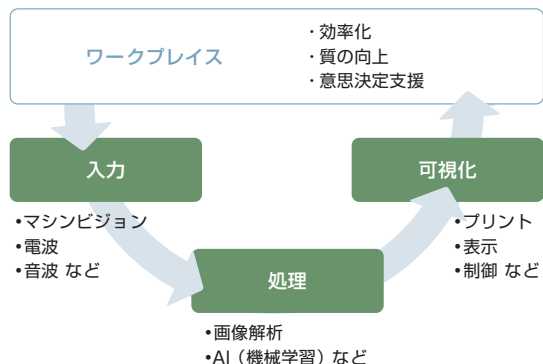 ワークプレイス
・効率化
・質の向上
・意思決定支援
入力
•マシンビジョン
•電波
•音波 など
処理
•画像解析
•AI（機械学習）など
可視化
•プリント
•表示
•制御 など